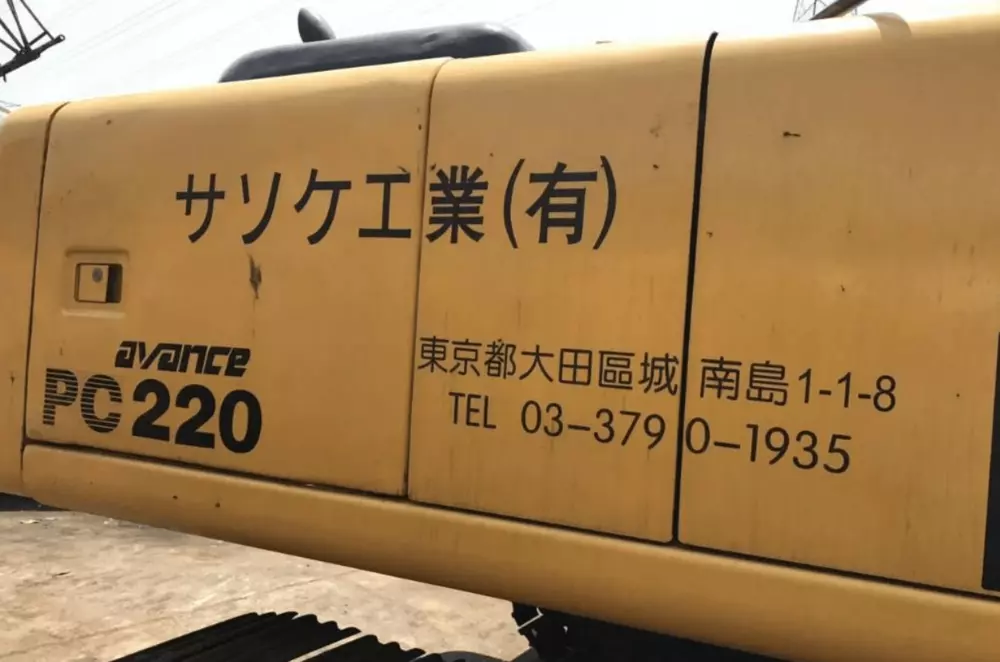 サソケ工業(有)
avance
PC220
東京都大田區城南島1-1-8
TEL 03-3790-1935